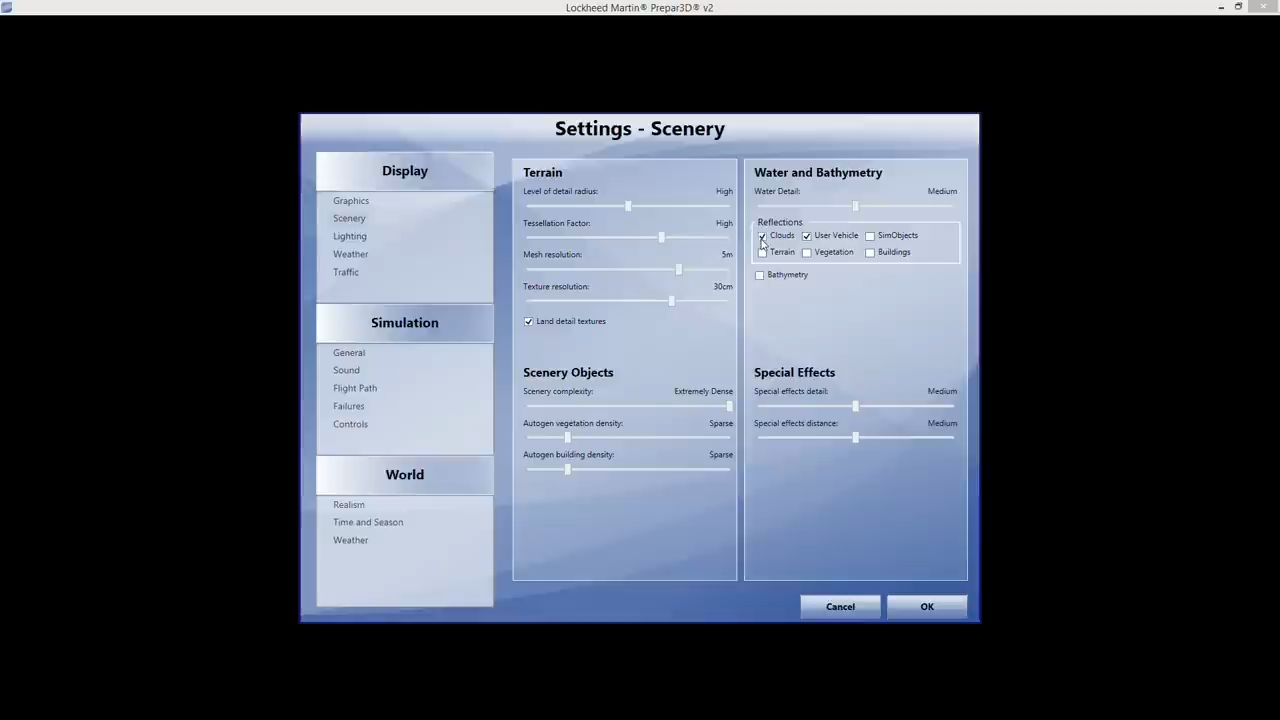 Lockheed Martin® Prepar3D® v2
Settings - Scenery
Display
Graphics
Scenery
Lighting
Weather
Traffic
Simulation
General
Sound
Flight Path
Failures
Controls
World
Realism
Time and Season
Weather
Terrain
Level of detail radius: High
Tessellation Factor: High
Mesh resolution: 5m
Texture resolution: 30cm
Land detail textures
Scenery Objects
Scenery complexity: Extremely Dense
Autogen vegetation density: Sparse
Autogen building density: Sparse
Water and Bathymetry
Water Detail: Medium
Reflections
Clouds User Vehicle SimObjects
Terrain Vegetation Buildings
Bathymetry
Special Effects
Special effects detail: Medium
Special effects distance: Medium
Cancel OK